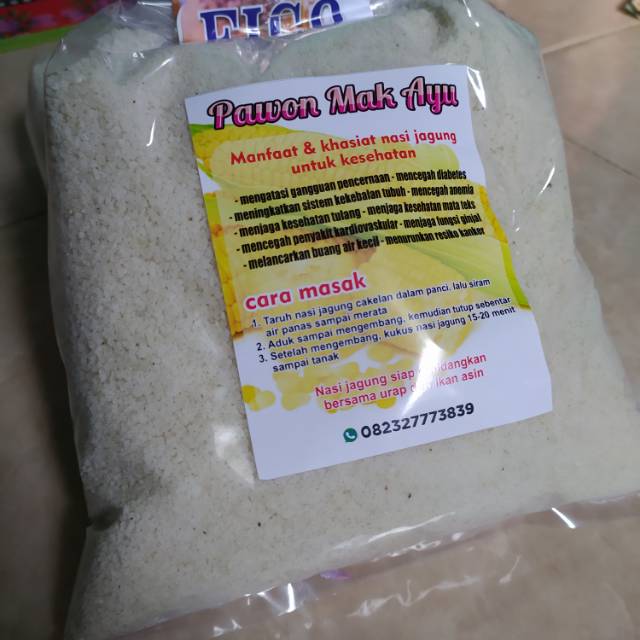 FICO
Pawon Mak Ayu
Manfaat & khasiat nasi jagung
untuk kesehatan
- mengatasi gangguan pencernaan - mencegah diabetes
- meningkatkan sistem kekebalan tubuh - mencegah anemia
- menjaga kesehatan tulang - menjaga kesehatan mata teks
- mencegah penyakit kardiovaskular - menjaga fungsi ginjal
- melancarkan buang air kecil - menurunkan resiko kanker
cara masak
1. Taruh nasi jagung cakelan dalam panci, lalu siram
air panas sampai merata
2. Aduk sampai mengembang, kemudian tutup sebentar
3. Setelah mengembang, kukus nasi jagung 15-20 menit
sampai tanak
Nasi jagung siap
bersama urap ikan asin
082327773839